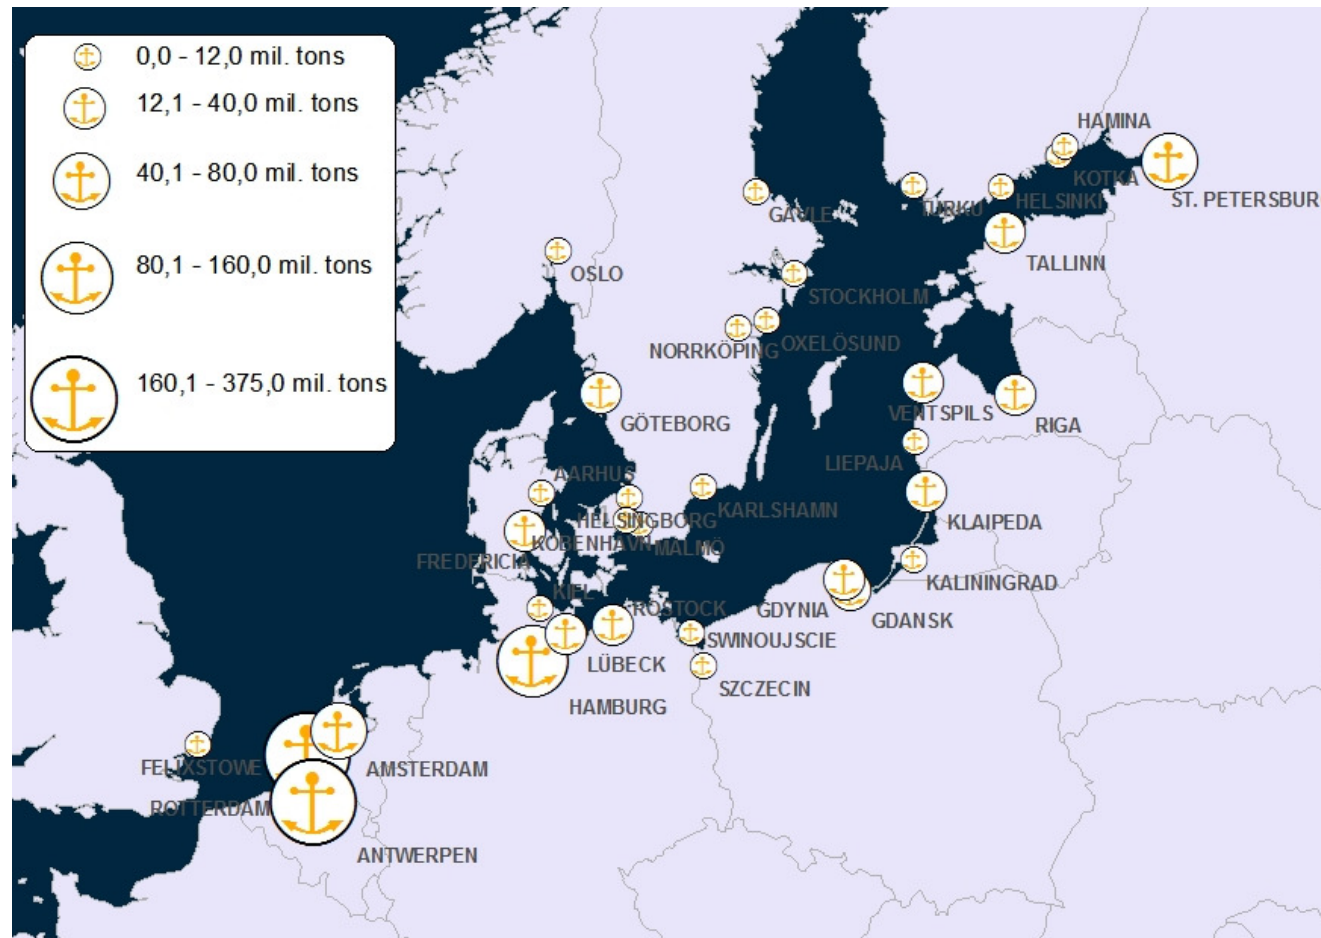 0,0 - 12,0 mil. tons
12,1 - 40,0 mil. tons
40,1 - 80,0 mil. tons
80,1 - 160,0 mil. tons
160,1 - 375,0 mil. tons
HAMINA
KOTKA
ST. PETERSBUR
GÄVLE
TURKU
HELSINKI
TALLINN
OSLO
STOCKHOLM
NORRKÖPING
OXELÖSUND
GÖTEBORG
VENTSPILS
RIGA
LIEPAJA
AARHUS
KARLSHAMN
HELSINGBORG
KLAIPEDA
KÖBENHAVN
MALMÖ
FREDERICIA
KALININGRAD
KIEL
ROSTOCK
GDYNIA
GDANSK
SWINOUJSCIE
LÜBECK
SZCZECIN
HAMBURG
FELIXSTOWE
AMSTERDAM
ROTTERDAM
ANTWERPEN